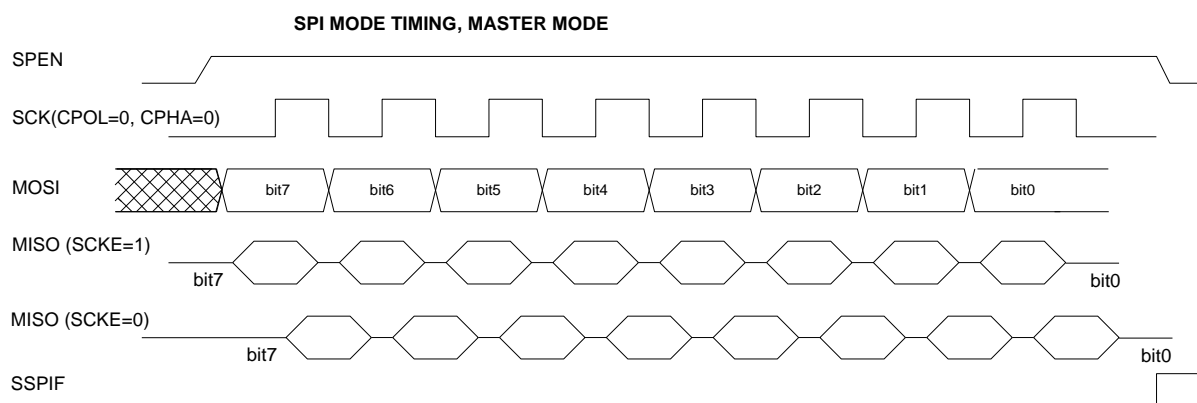 SPI MODE TIMING, MASTER MODE
SPEN
SCK(CPOL=0, CPHA=0)
MOSI
bit7 bit6 bit5 bit4 bit3 bit2 bit1 bit0
MISO (SCKE=1)
bit7 bit0
MISO (SCKE=0)
bit7 bit0
SSPIF